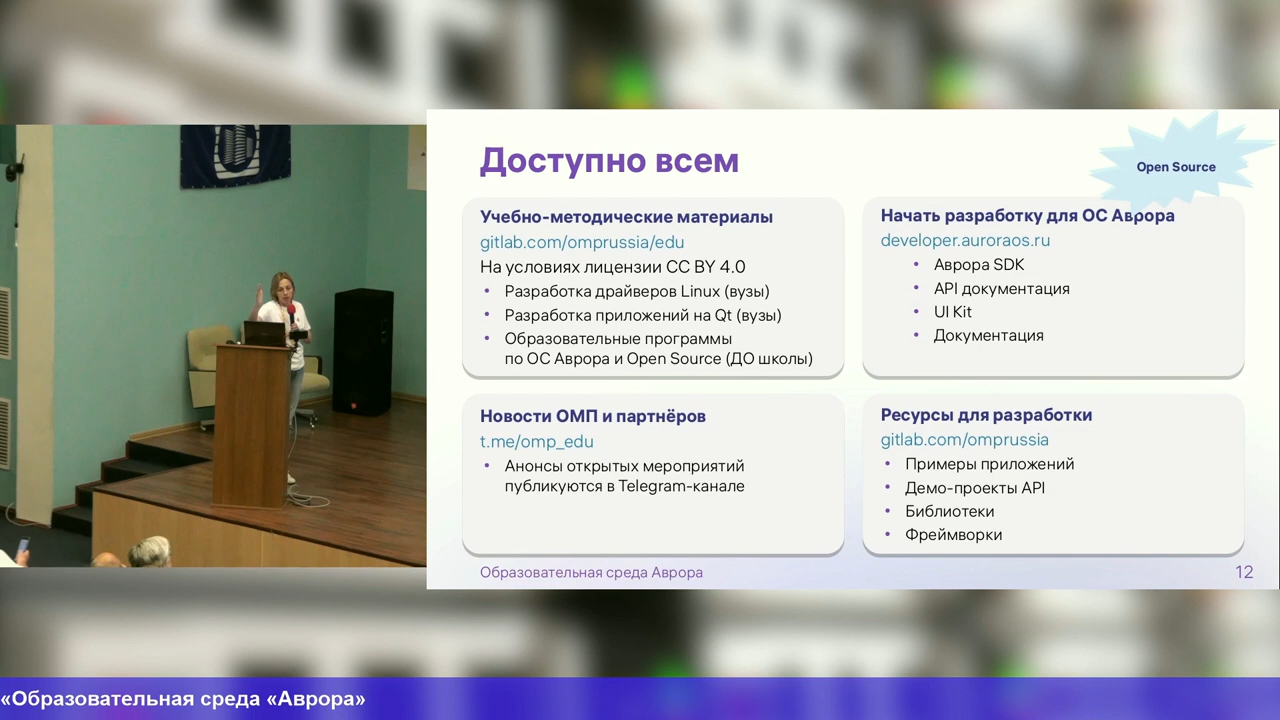 Доступно всем
Open Source
Учебно-методические материалы
gitlab.com/omprussia/edu
На условиях лицензии CC BY 4.0
• Разработка драйверов Linux (вузы)
• Разработка приложений на Qt (вузы)
• Образовательные программы
по ОС Аврора и Open Source (ДО школы)
Начать разработку для ОС Аврора
developer.auroraos.ru
• Аврора SDK
• API документация
• UI Kit
• Документация
Новости ОМП и партнёров
t.me/omp_edu
• Анонсы открытых мероприятий
публикуются в Telegram-канале
Ресурсы для разработки
gitlab.com/omprussia
• Примеры приложений
• Демо-проекты API
• Библиотеки
• Фреймворки
Образовательная среда Аврора
12
«Образовательная среда «Аврора»